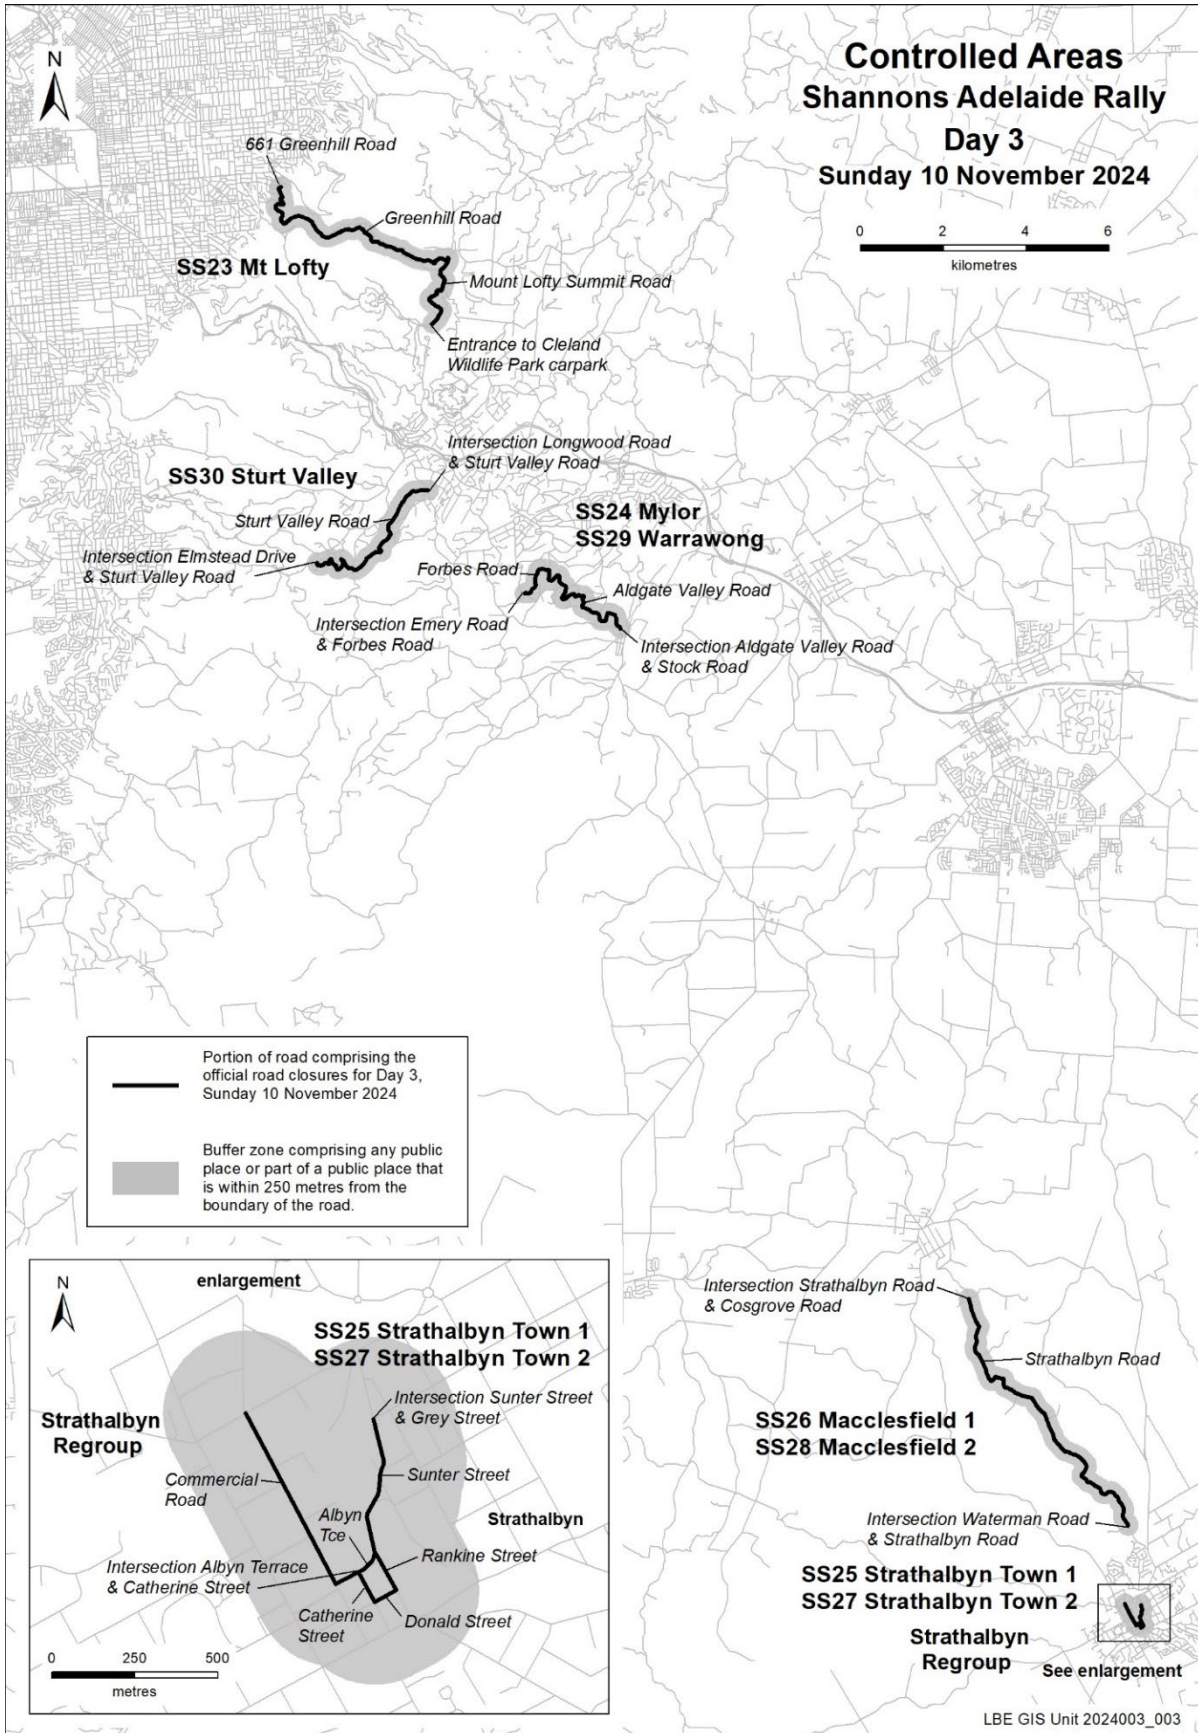 Controlled Areas
Shannons Adelaide Rally
Day 3
Sunday 10 November 2024
N
0 2 4 6
kilometres
661 Greenhill Road
Greenhill Road
SS23 Mt Lofty
Mount Lofty Summit Road
Entrance to Cleland
Wildlife Park carpark
Intersection Longwood Road
& Sturt Valley Road
SS30 Sturt Valley
Sturt Valley Road
Intersection Elmstead Drive
& Sturt Valley Road
SS24 Mylor
SS29 Warrawong
Forbes Road
Aldgate Valley Road
Intersection Emery Road
& Forbes Road
Intersection Aldgate Valley Road
& Stock Road
Portion of road comprising the
official road closures for Day 3,
Sunday 10 November 2024
Buffer zone comprising any public
place or part of a public place that
is within 250 metres from the
boundary of the road.
N
enlargement
SS25 Strathalbyn Town 1
SS27 Strathalbyn Town 2
Intersection Sunter Street
& Grey Street
Strathalbyn
Regroup
Commercial
Road
Sunter Street
Albyn
Tce
Strathalbyn
Rankine Street
Intersection Albyn Terrace
& Catherine Street
Catherine
Street
Donald Street
0 250 500
metres
Intersection Strathalbyn Road
& Cosgrove Road
Strathalbyn Road
SS26 Macclesfield 1
SS28 Macclesfield 2
Intersection Waterman Road
& Strathalbyn Road
SS25 Strathalbyn Town 1
SS27 Strathalbyn Town 2
Strathalbyn
Regroup
See enlargement
LBE GIS Unit 2024003_003